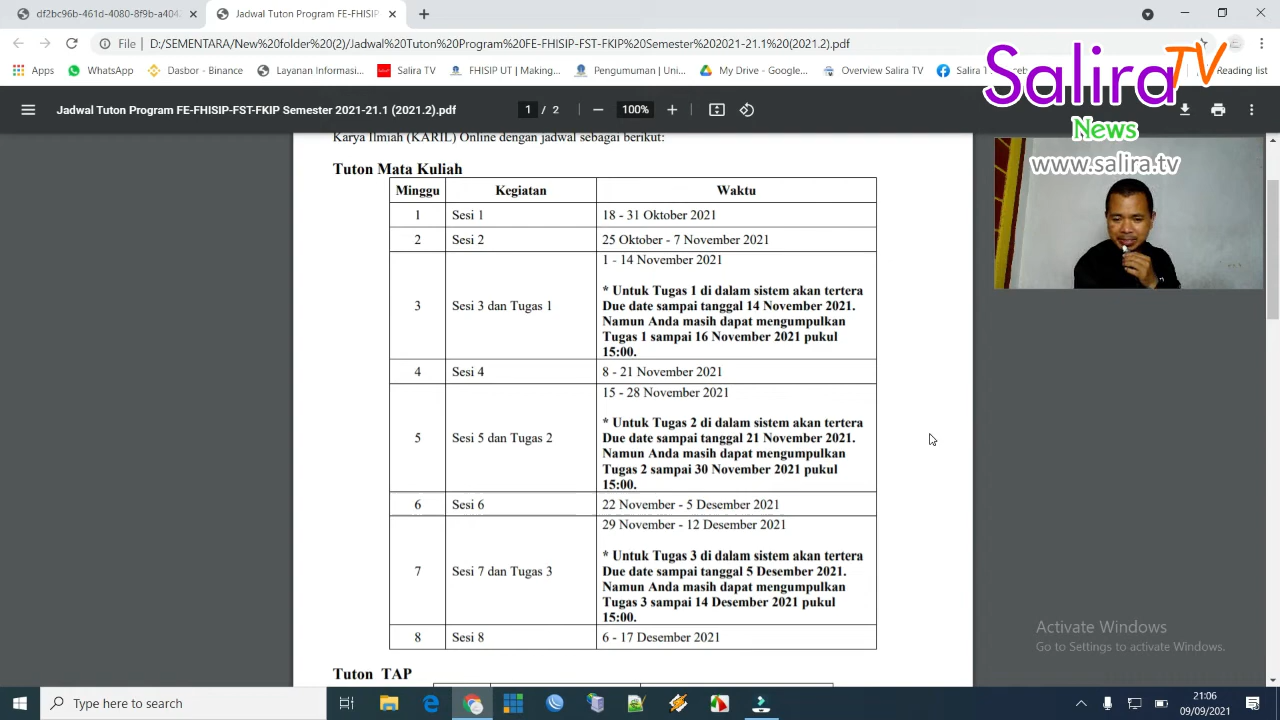 df2bc96b-461d-4080-8f9b-a404
Jadwal Tuton Program FE-FHISIP
File | D:/SEMENTARA/New%20folder%20(2)/Jadwal%20Tuton%20Program%20FE-FHISIP-FST-FKIP%20Semester%202021-21.1%20(2021.2).pdf
Apps
WhatsApp
Dasbor - Binance
Layanan Informasi...
Salira TV
FHISIP UT | Maturi...
Pengumuman | Uni...
My Drive - Google...
Overview Salira TV
Reading list
Salira TV
News
www.salira.tv
Jadwal Tuton Program FE-FHISIP-FST-FKIP Semester 2021-21.1 (2021.2).pdf
1 / 2
100%
Karya Ilmiah (KARIL) Online dengan jadwal sebagai berikut:
Tuton Mata Kuliah
Minggu Kegiatan Waktu
1 Sesi 1 18 - 31 Oktober 2021
2 Sesi 2 25 Oktober - 7 November 2021
3 Sesi 3 dan Tugas 1 1 - 14 November 2021
* Untuk Tugas 1 di dalam sistem akan tertera
Due date sampai tanggal 14 November 2021.
Namun Anda masih dapat mengumpulkan
Tugas 1 sampai 16 November 2021 pukul
15:00.
4 Sesi 4 8 - 21 November 2021
5 Sesi 5 dan Tugas 2 15 - 28 November 2021
* Untuk Tugas 2 di dalam sistem akan tertera
Due date sampai tanggal 21 November 2021.
Namun Anda masih dapat mengumpulkan
Tugas 2 sampai 30 November 2021 pukul
15:00.
6 Sesi 6 22 November - 5 Desember 2021
7 Sesi 7 dan Tugas 3 29 November - 12 Desember 2021
* Untuk Tugas 3 di dalam sistem akan tertera
Due date sampai tanggal 5 Desember 2021.
Namun Anda masih dapat mengumpulkan
Tugas 3 sampai 14 Desember 2021 pukul
15:00.
8 Sesi 8 6 - 17 Desember 2021
Tuton TAP
Activate Windows
Go to Settings to activate Windows.
Type here to search
21:06
09/09/2021